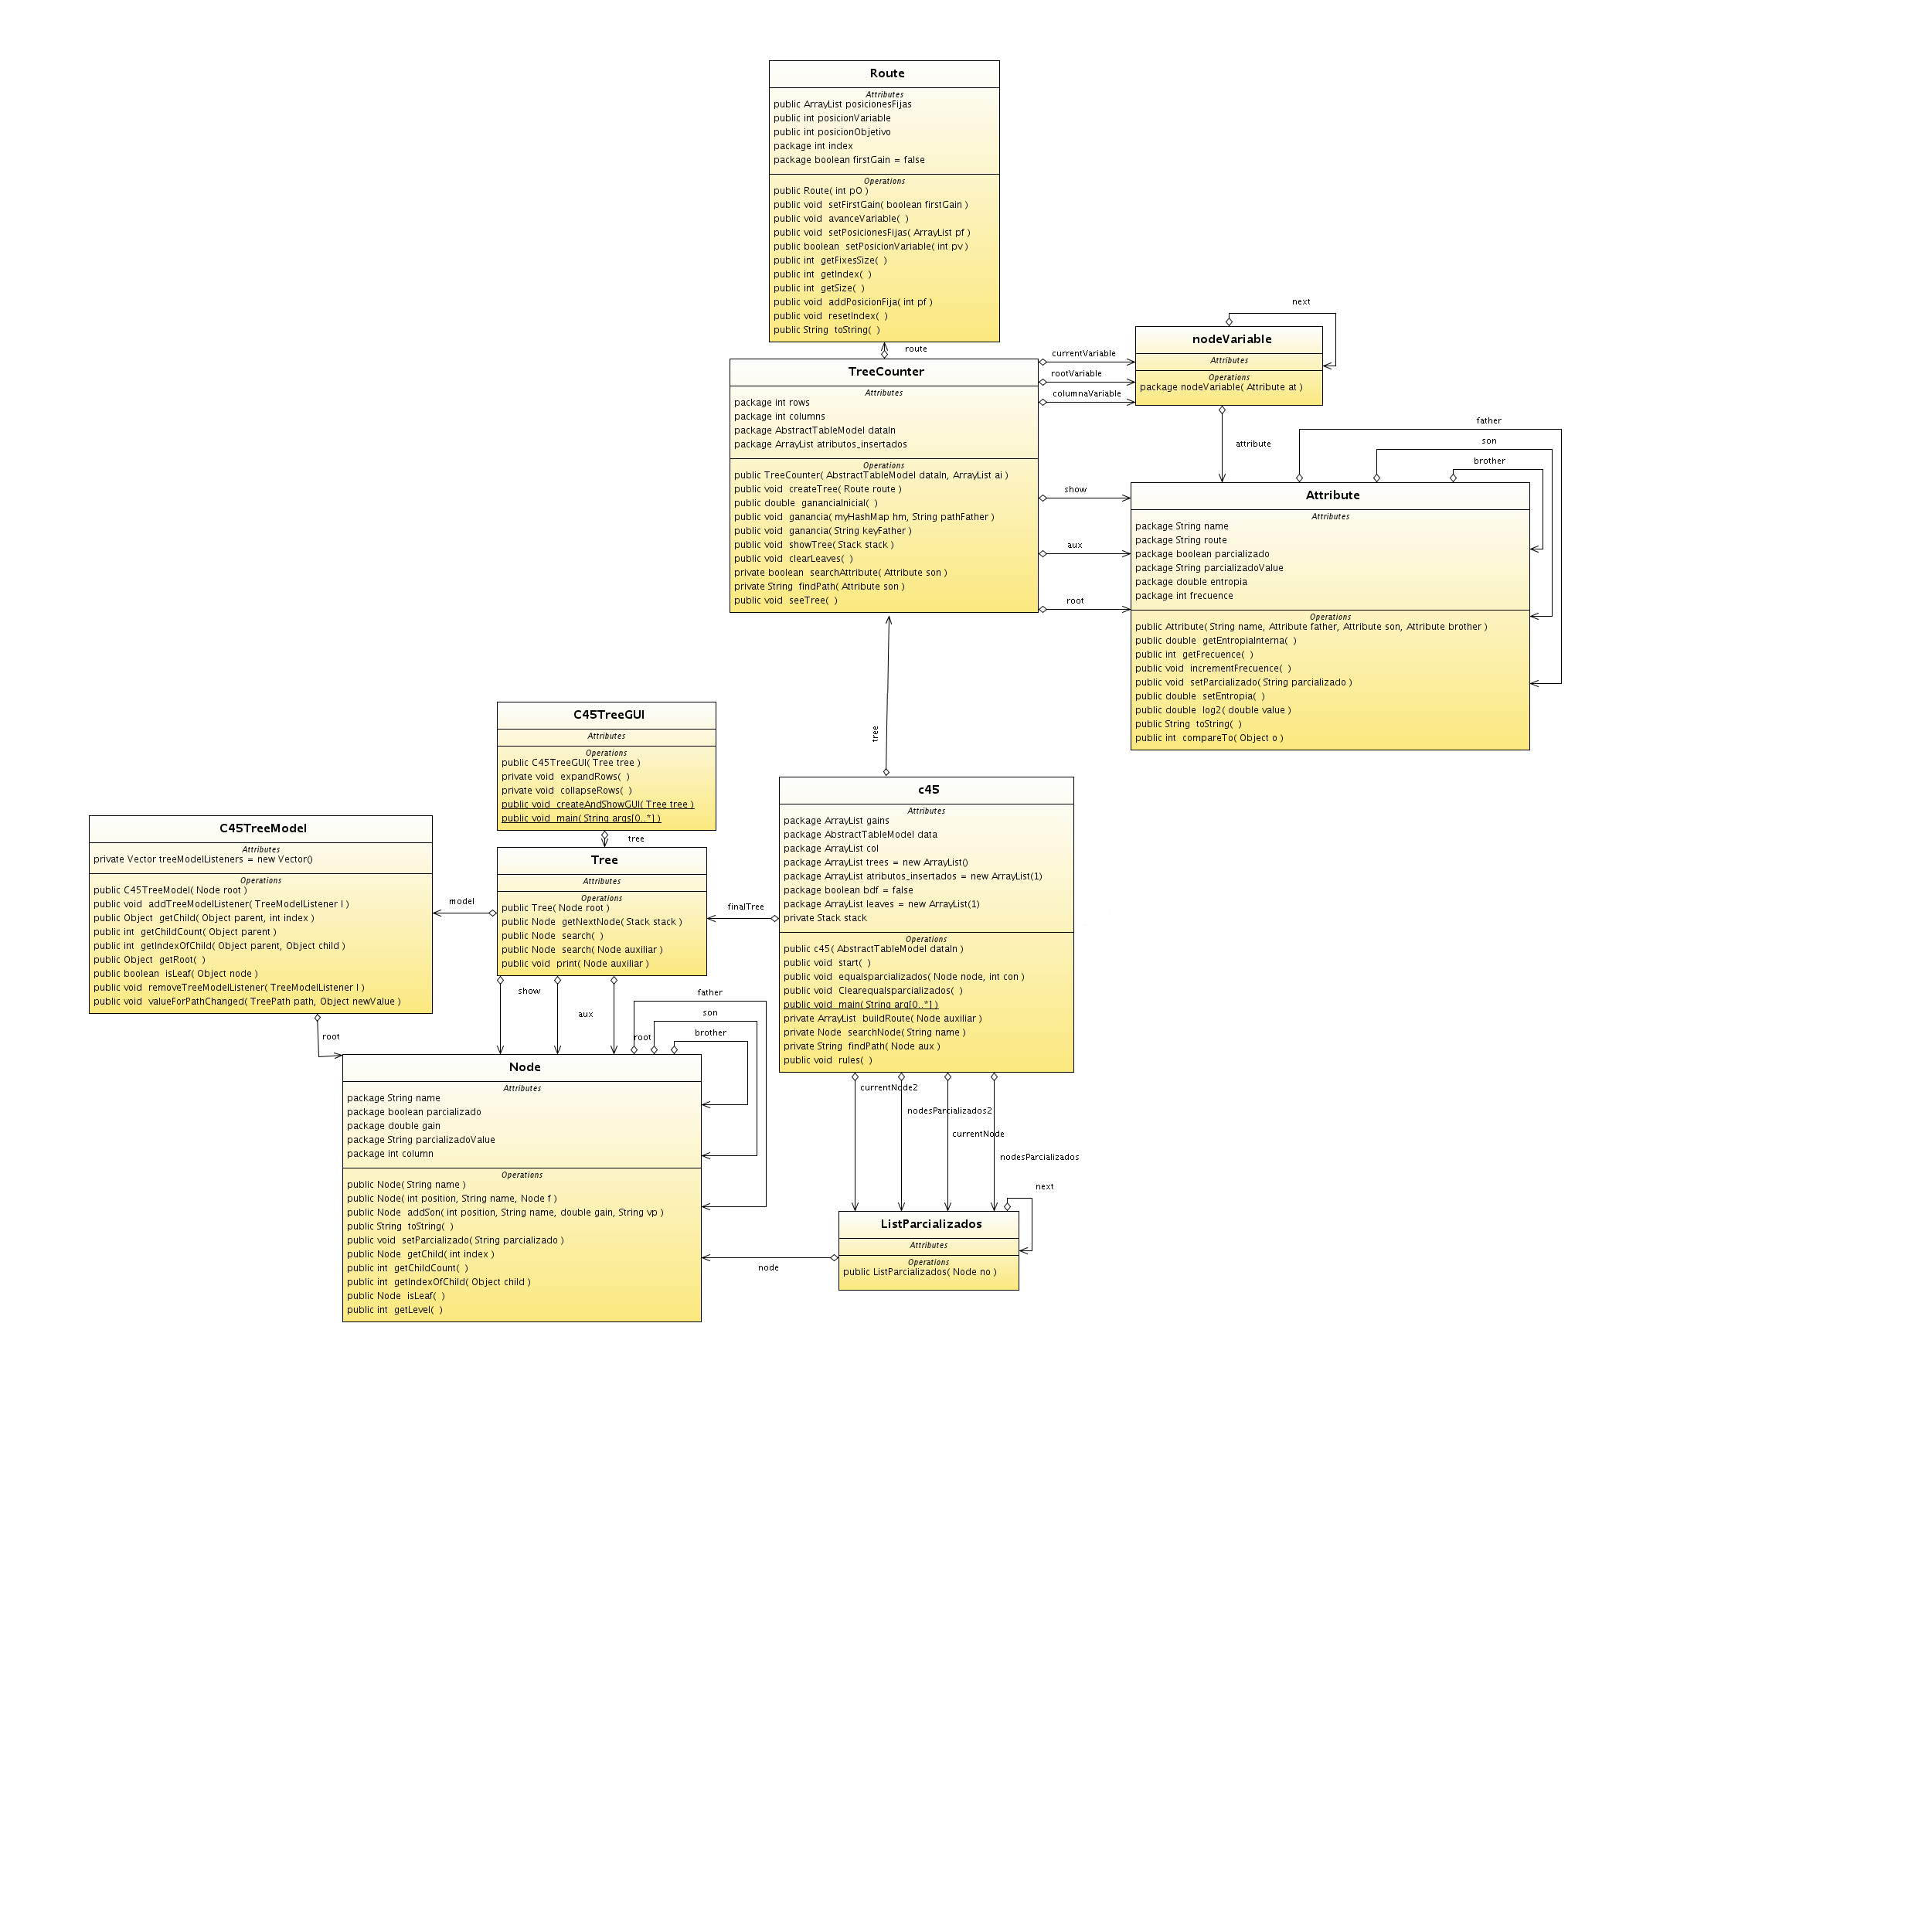 Route
Attributes
public ArrayList posicionesFijas
public int posicionVariable
public int posicionObjetivo
package int index
package boolean firstGain = false
Operations
public Route( int pO )
public void  setFirstGain( boolean firstGain )
public void  avanceVariable(  )
public void  setPosicionesFijas( ArrayList pf )
public boolean  setPosicionVariable( int pv )
public int  getFixesSize(  )
public int  getIndex(  )
public int  getSize(  )
public void  addPosicionFija( int pf )
public void  resetIndex(  )
public String  toString(  )
route
next
nodeVariable
Attributes
Operations
package nodeVariable( Attribute at )
currentVariable
rootVariable
columnaVariable
attribute
TreeCounter
Attributes
package int rows
package int columns
package AbstractTableModel dataIn
package ArrayList atributos_insertados
Operations
public TreeCounter( AbstractTableModel dataIn, ArrayList ai )
public void  createTree( Route route )
public double  gananciaInicial(  )
public void  ganancia( myHashMap hm, String pathFather )
public void  ganancia( String keyFather )
public void  showTree( Stack stack )
public void  clearLeaves(  )
private boolean  searchAttribute( Attribute son )
private String  findPath( Attribute son )
public void  seeTree(  )
show
aux
root
father
son
brother
Attribute
Attributes
package String name
package String route
package boolean parcializado
package String parcializadoValue
package double entropia
package int frecuence
Operations
public Attribute( String name, Attribute father, Attribute son, Attribute brother )
public double  getEntropiaInterna(  )
public int  getFrecuence(  )
public void  incrementFrecuence(  )
public void  setParcializado( String parcializado )
public double  setEntropia(  )
public double  log2( double value )
public String  toString(  )
public int  compareTo( Object o )
tree
C45TreeGUI
Attributes
Operations
public C45TreeGUI( Tree tree )
private void  expandRows(  )
private void  collapseRows(  )
public void  createAndShowGUI( Tree tree )
public void  main( String args[0..*] )
tree
C45TreeModel
Attributes
private Vector treeModelListeners = new Vector()
Operations
public C45TreeModel( Node root )
public void  addTreeModelListener( TreeModelListener l )
public Object  getChild( Object parent, int index )
public int  getChildCount( Object parent )
public int  getIndexOfChild( Object parent, Object child )
public Object  getRoot(  )
public boolean  isLeaf( Object node )
public void  removeTreeModelListener( TreeModelListener l )
public void  valueForPathChanged( TreePath path, Object newValue )
model
root
Tree
Attributes
Operations
public Tree( Node root )
public Node  getNextNode( Stack stack )
public Node  search(  )
public Node  search( Node auxiliar )
public void  print( Node auxiliar )
finalTree
c45
Attributes
package ArrayList gains
package AbstractTableModel data
package ArrayList col
package ArrayList trees = new ArrayList()
package ArrayList atributos_insertados = new ArrayList(1)
package boolean bdf = false
package ArrayList leaves = new ArrayList(1)
private Stack stack
Operations
public c45( AbstractTableModel dataIn )
public void  start(  )
public void  equalsparcializados( Node node, int con )
public void  Clearequalsparcializados(  )
public void  main( String arg[0..*] )
private ArrayList  buildRoute( Node auxiliar )
private Node  searchNode( String name )
private String  findPath( Node aux )
public void  rules(  )
show
aux
root
father
son
brother
Node
Attributes
package String name
package boolean parcializado
package double gain
package String parcializadoValue
package int column
Operations
public Node( String name )
public Node( int position, String name, Node f )
public Node  addSon( int position, String name, double gain, String vp )
public String  toString(  )
public void  setParcializado( String parcializado )
public Node  getChild( int index )
public int  getChildCount(  )
public int  getIndexOfChild( Object child )
public Node  isLeaf(  )
public int  getLevel(  )
currentNode2
nodesParcializados2
currentNode
nodesParcializados
next
ListParcializados
Attributes
Operations
public ListParcializados( Node no )
node